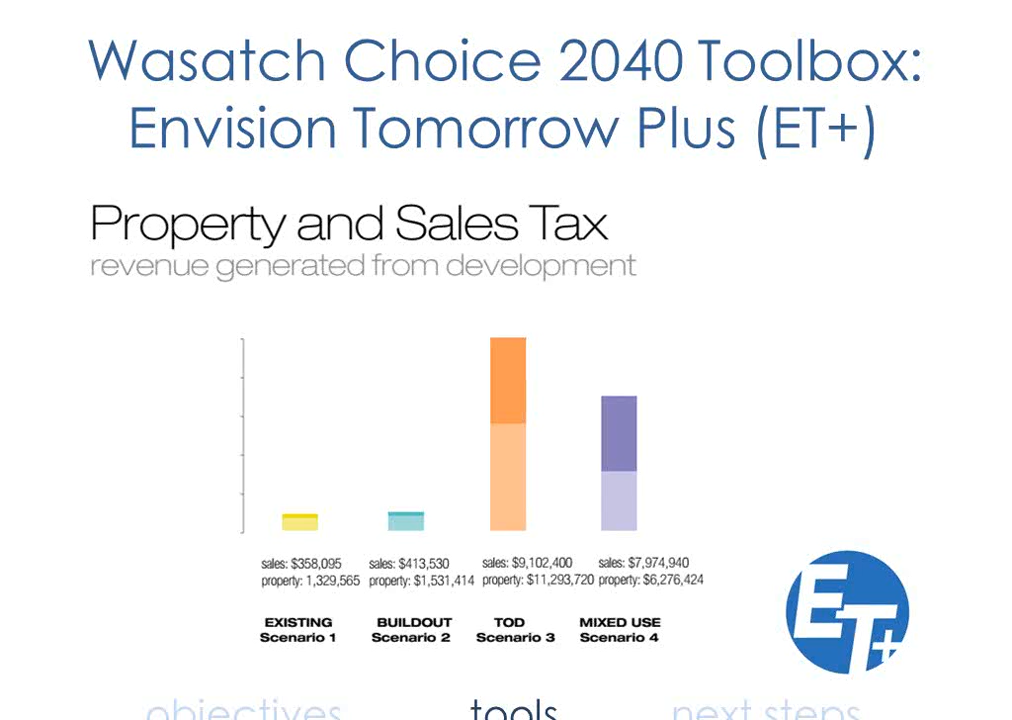 Wasatch Choice 2040 Toolbox:
Envision Tomorrow Plus (ET+)
Property and Sales Tax
revenue generated from development
sales: $358,095 sales: $413,530 sales: $9,102,400 sales: $7,974,940
property: 1,329,565 property: $1,531,414 property: $11,293,720 property: $6,276,424
EXISTING BUILDOUT TOD MIXED USE
Scenario 1 Scenario 2 Scenario 3 Scenario 4
ET+
objectives tools next steps